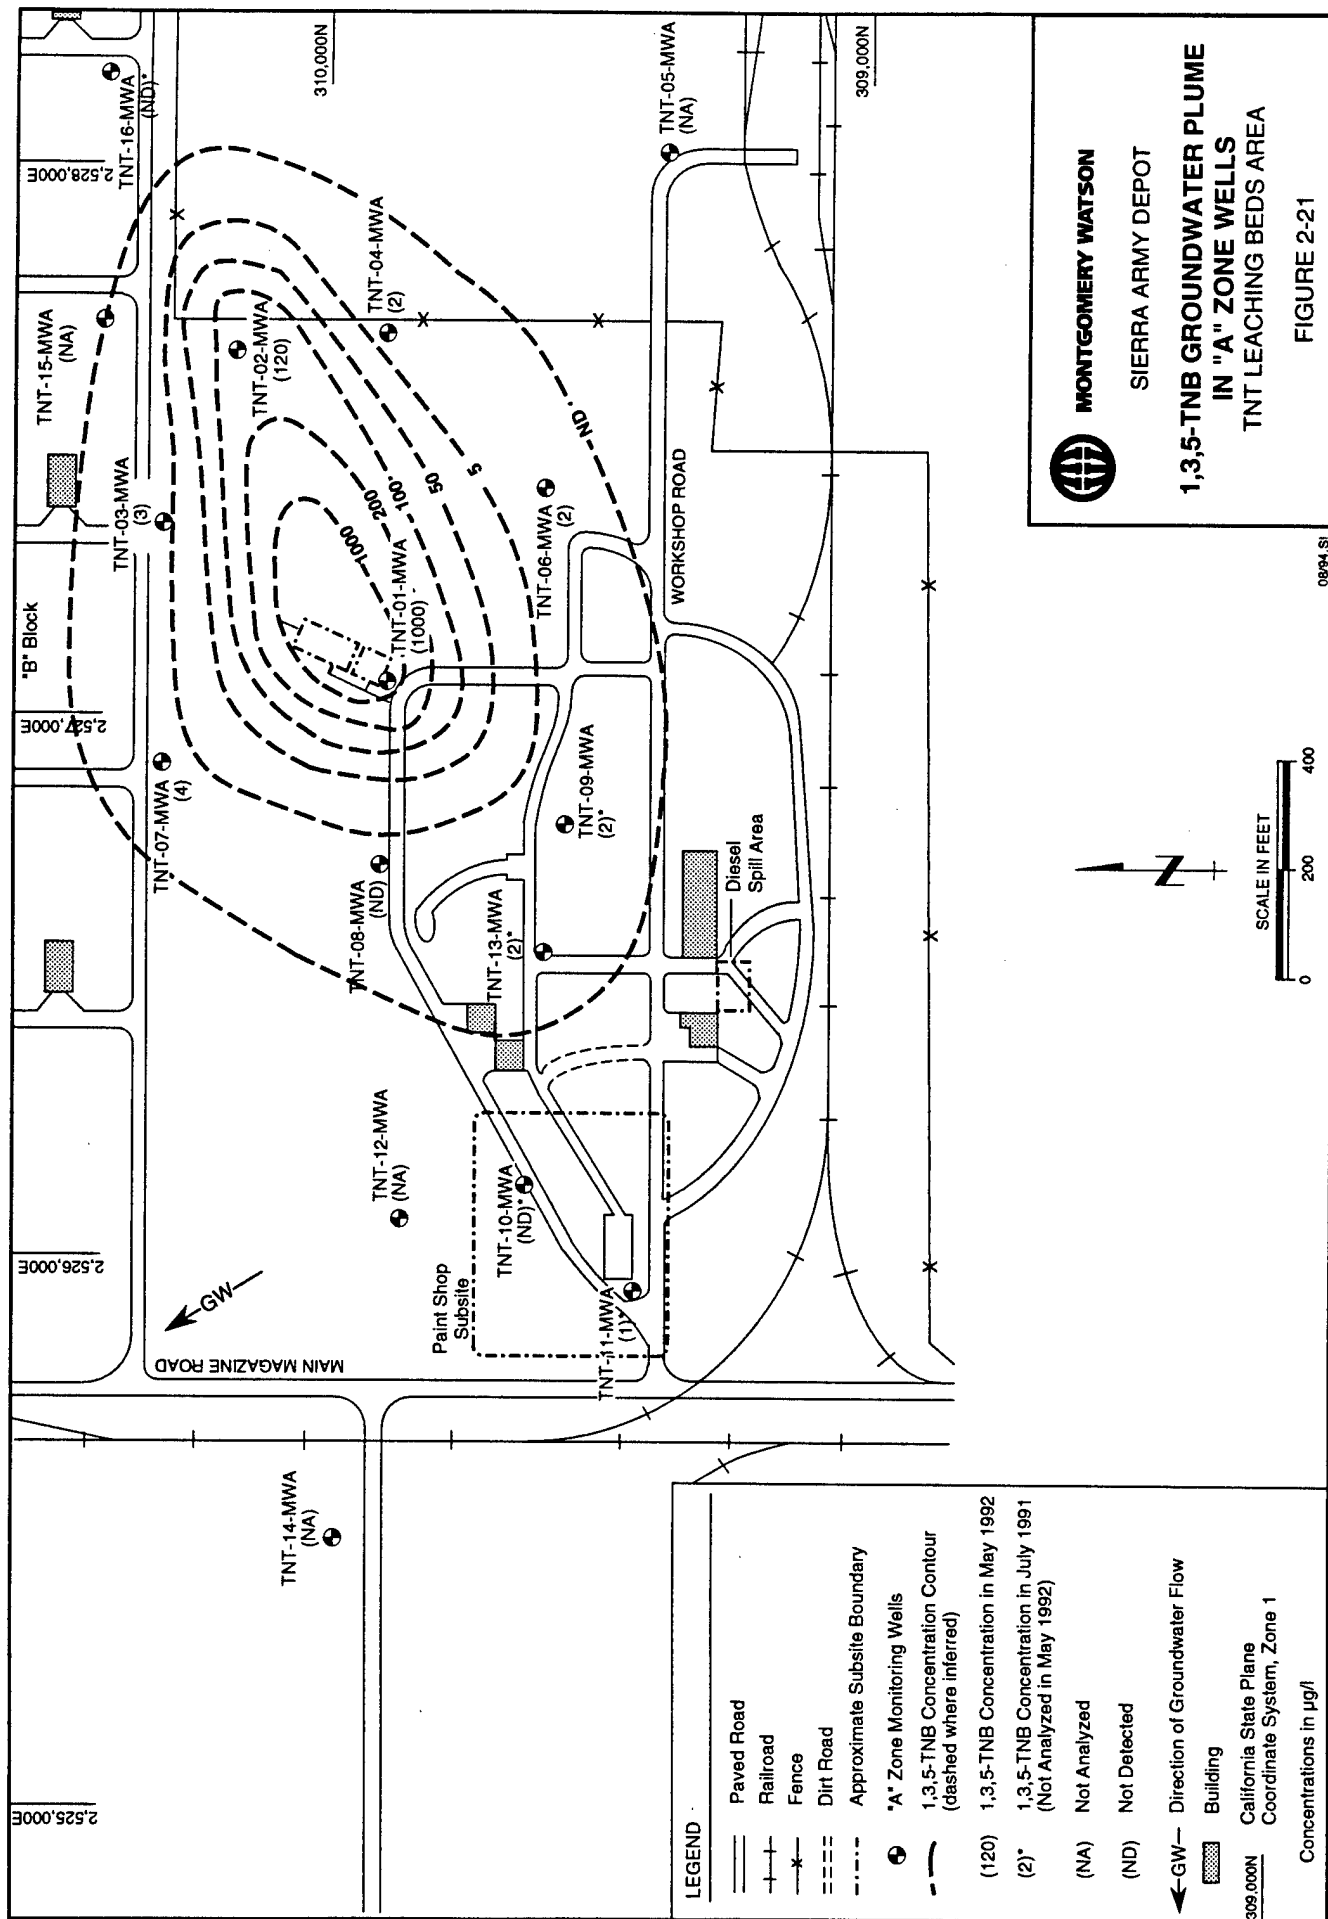 2,525,000E
2,526,000E
2,527,000E
2,528,000E
310,000N
309,000N
"B" Block
TNT-16-MWA
(ND)*
TNT-15-MWA
(NA)
TNT-03-MWA
(3)
TNT-07-MWA
(4)
TNT-02-MWA
(120)
TNT-04-MWA
(2)
TNT-05-MWA
(NA)
TNT-01-MWA
(1000)
TNT-06-MWA
(2)
TNT-08-MWA
(ND)
TNT-09-MWA
(2)*
TNT-13-MWA
(2)*
TNT-12-MWA
(NA)
TNT-10-MWA
(ND)*
TNT-11-MWA
(1)*
TNT-14-MWA
(NA)
1000
200
100
50
5
ND
GW
MAIN MAGAZINE ROAD
WORKSHOP ROAD
Paint Shop
Subsite
Diesel
Spill Area
LEGEND
Paved Road
Railroad
Fence
Dirt Road
Approximate Subsite Boundary
"A" Zone Monitoring Wells
1,3,5-TNB Concentration Contour
(dashed where inferred)
(120) 1,3,5-TNB Concentration in May 1992
(2)* 1,3,5-TNB Concentration in July 1991
(Not Analyzed in May 1992)
(NA) Not Analyzed
(ND) Not Detected
GW Direction of Groundwater Flow
Building
309,000N California State Plane
Coordinate System, Zone 1
Concentrations in µg/l
N
SCALE IN FEET
0 200 400
MONTGOMERY WATSON
SIERRA ARMY DEPOT
1,3,5-TNB GROUNDWATER PLUME
IN "A" ZONE WELLS
TNT LEACHING BEDS AREA
FIGURE 2-21
08/94.SI